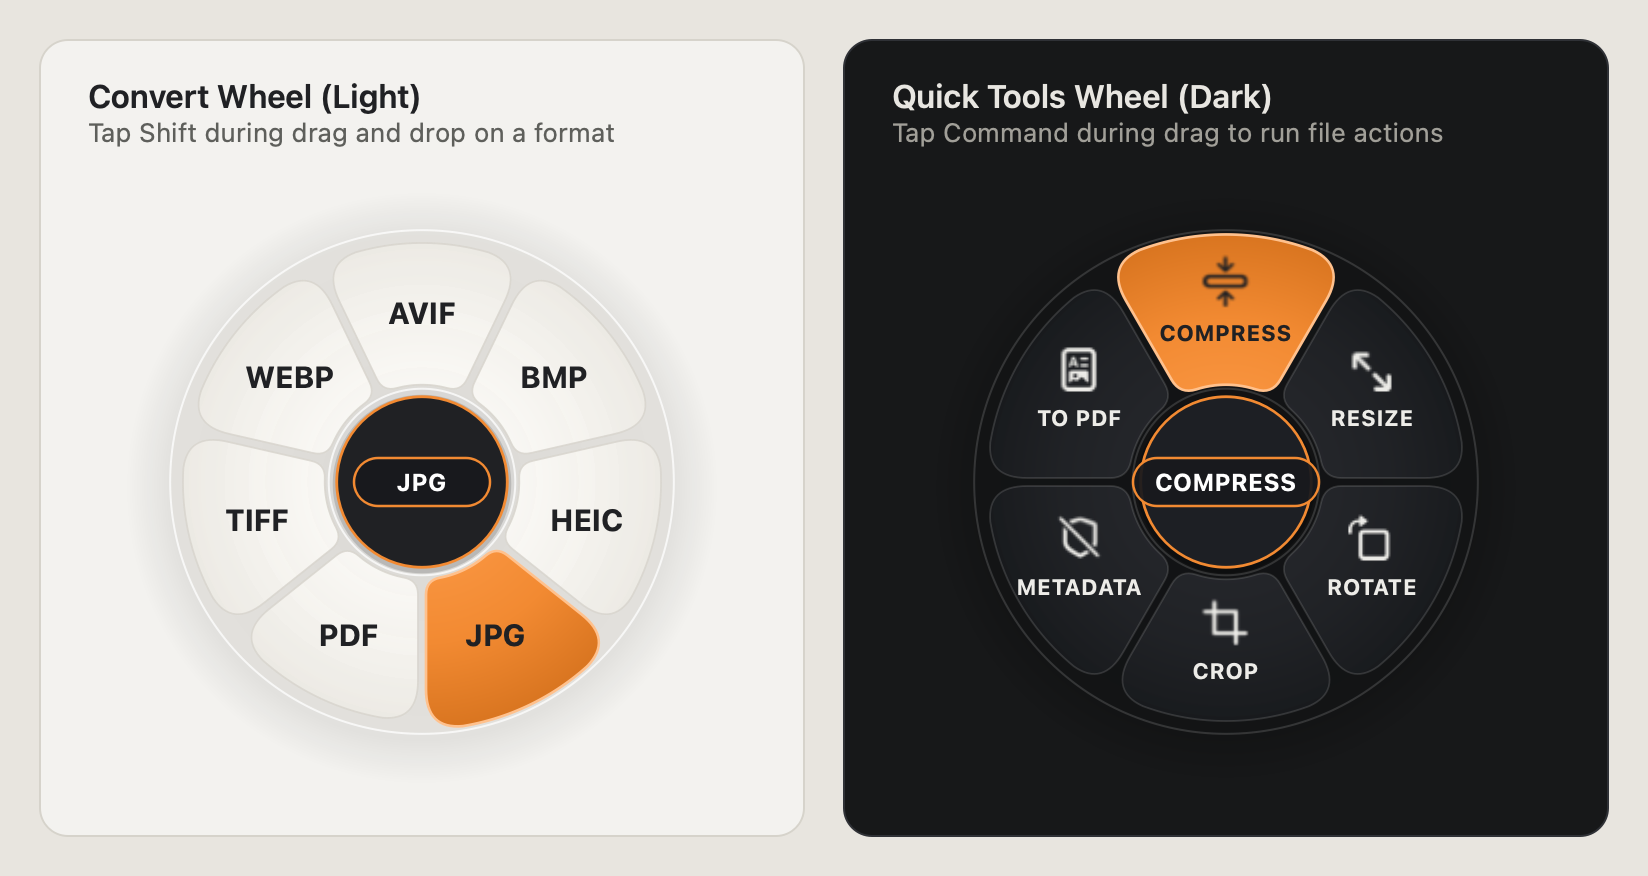 Convert Wheel (Light)
Tap Shift during drag and drop on a format
AVIF
BMP
HEIC
JPG
PDF
TIFF
WEBP
JPG
Quick Tools Wheel (Dark)
Tap Command during drag to run file actions
COMPRESS
RESIZE
ROTATE
CROP
METADATA
TO PDF
COMPRESS